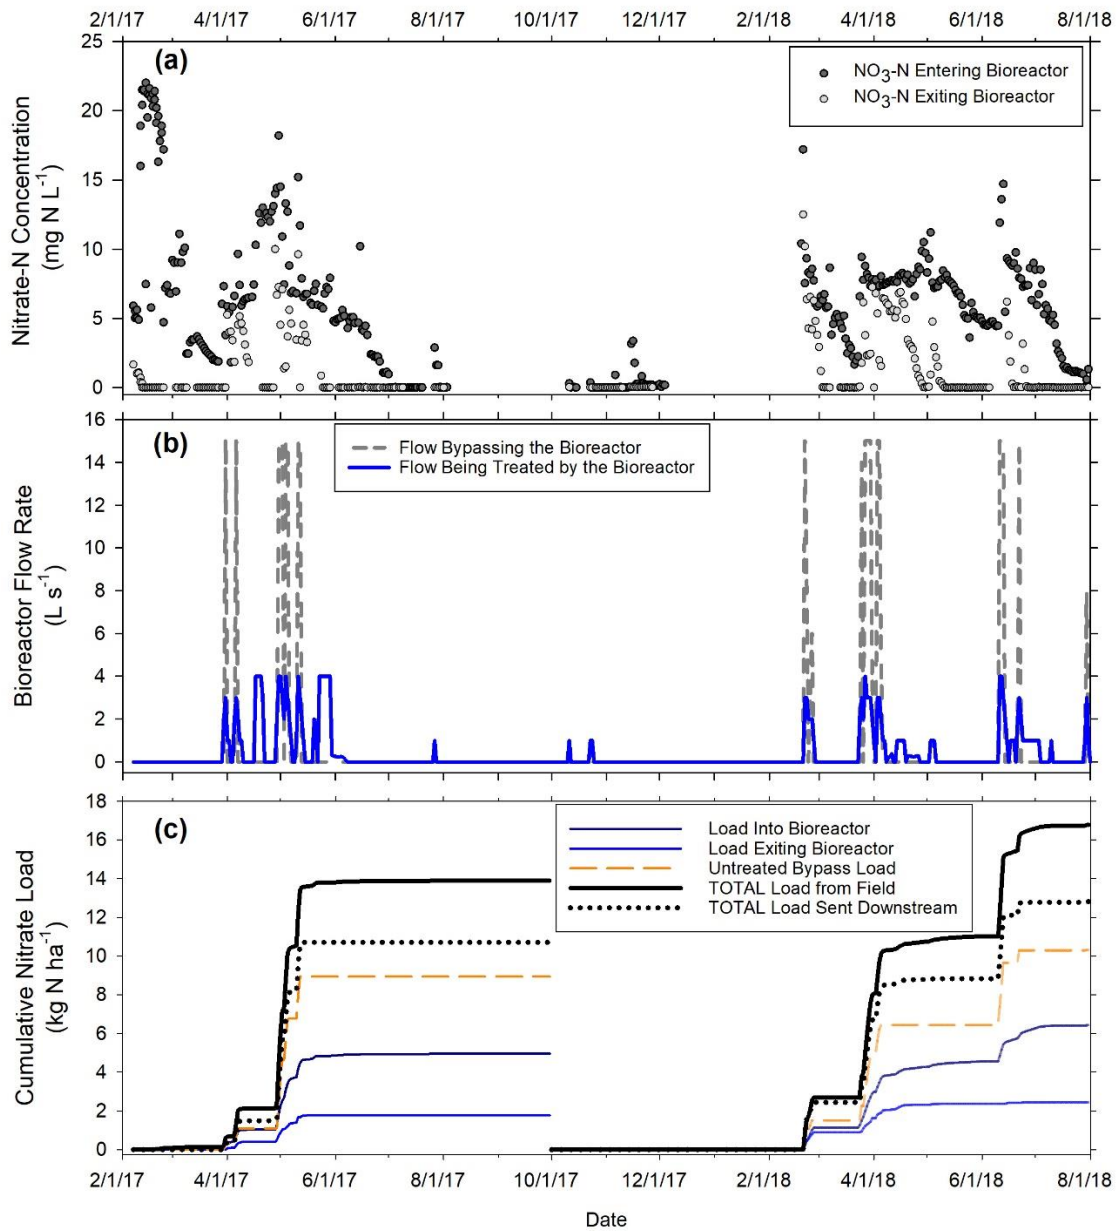 2/1/17 4/1/17 6/1/17 8/1/17 10/1/17 12/1/17 2/1/18 4/1/18 6/1/18 8/1/18
25
20
15
10
5
0
Nitrate-N Concentration
(mg N L⁻¹)
(a)
NO₃-N Entering Bioreactor
NO₃-N Exiting Bioreactor
16
14
12
10
8
6
4
2
0
Bioreactor Flow Rate
(L s⁻¹)
(b)
Flow Bypassing the Bioreactor
Flow Being Treated by the Bioreactor
18
16
14
12
10
8
6
4
2
0
Cumulative Nitrate Load
(kg N ha⁻¹)
(c)
Load Into Bioreactor
Load Exiting Bioreactor
Untreated Bypass Load
TOTAL Load from Field
TOTAL Load Sent Downstream
2/1/17 4/1/17 6/1/17 8/1/17 10/1/17 12/1/17 2/1/18 4/1/18 6/1/18 8/1/18
Date